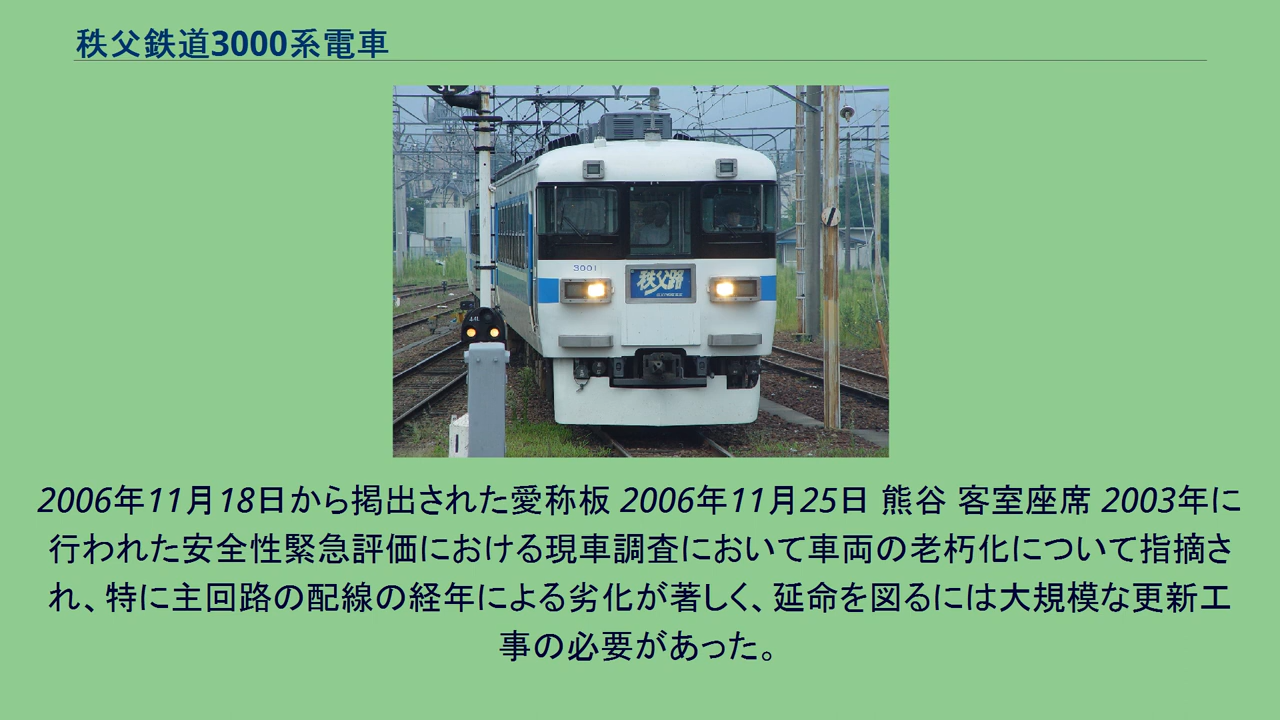 秩父鉄道3000系電車
3001
秩父路
2006年11月18日から掲出された愛称板 2006年11月25日 熊谷 客室座席 2003年に
行われた安全性緊急評価における現車調査において車両の老朽化について指摘さ
れ、特に主回路の配線の経年による劣化が著しく、延命を図るには大規模な更新工
事の必要があった。